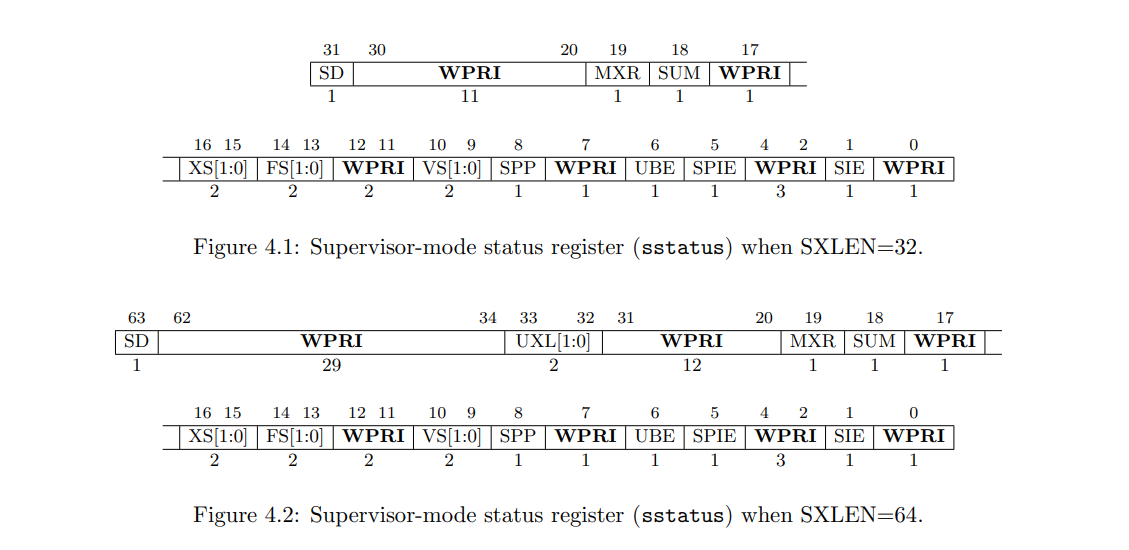 31 30 20 19 18 17
SD WPRI MXR SUM WPRI
1 11 1 1 1
16 15 14 13 12 11 10 9 8 7 6 5 4 2 1 0
XS[1:0] FS[1:0] WPRI VS[1:0] SPP WPRI UBE SPIE WPRI SIE WPRI
2 2 2 2 1 1 1 1 3 1 1
Figure 4.1: Supervisor-mode status register (sstatus) when SXLEN=32.
63 62 34 33 32 31 20 19 18 17
SD WPRI UXL[1:0] WPRI MXR SUM WPRI
1 29 2 12 1 1 1
16 15 14 13 12 11 10 9 8 7 6 5 4 2 1 0
XS[1:0] FS[1:0] WPRI VS[1:0] SPP WPRI UBE SPIE WPRI SIE WPRI
2 2 2 2 1 1 1 1 3 1 1
Figure 4.2: Supervisor-mode status register (sstatus) when SXLEN=64.